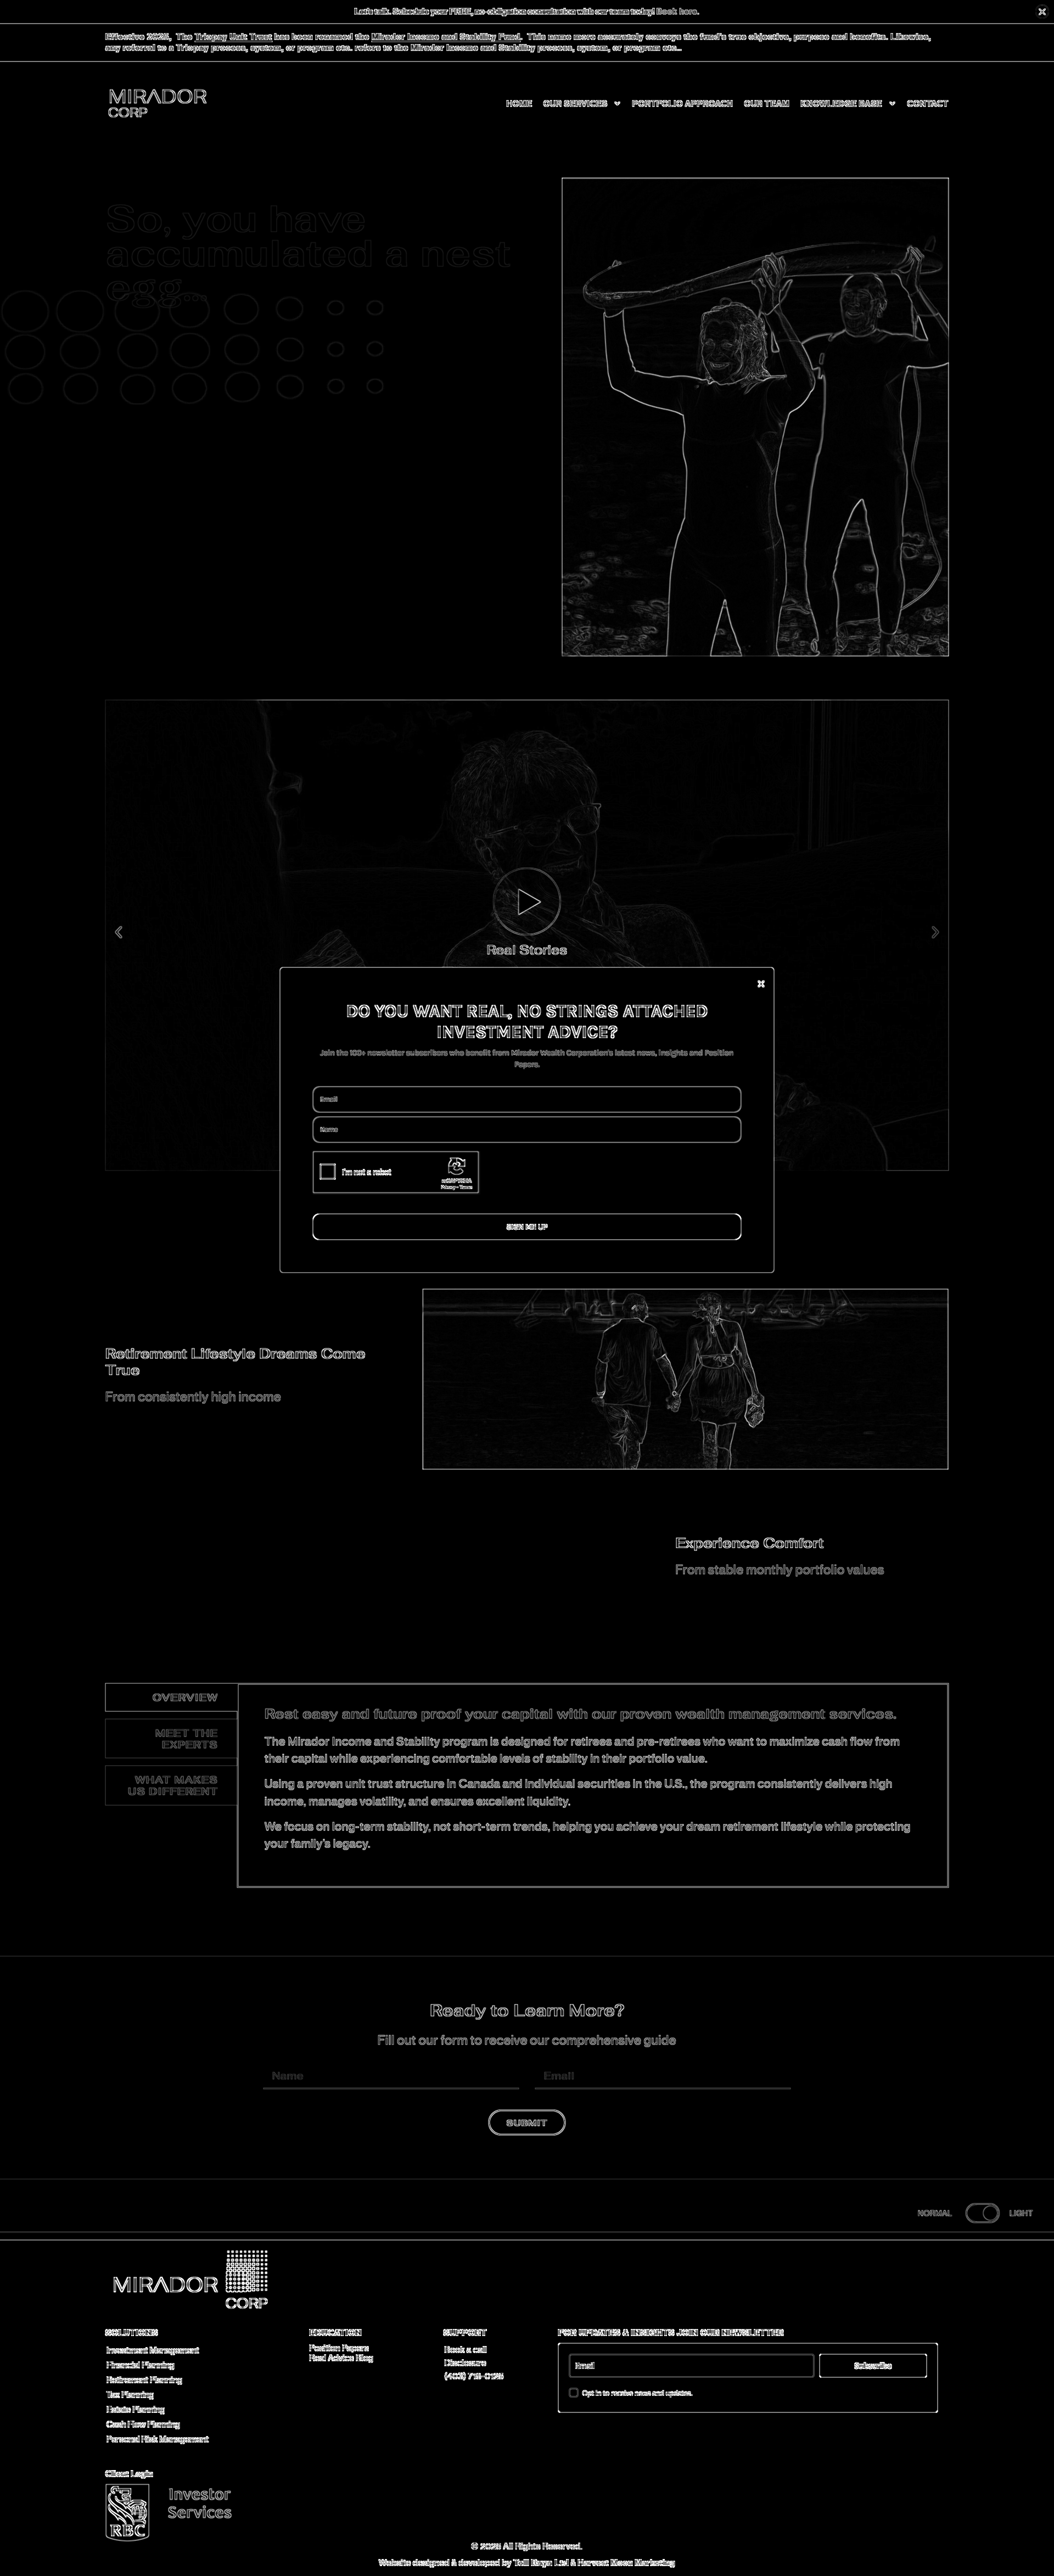 Let's talk. Schedule your FREE, no-obligation consultation with our teams today! Book here.
Effective 2025, The Triopay Unit Trust has been renamed the Mirador Income and Stability Fund. This name more accurately conveys the fund's true objective, purpose and benefits. Likewise,
any referral to a Triopay process, system, or program etc. refers to the Mirador Income and Stability process, system, or program etc..
MIRADOR
CORP
HOME OUR SERVICES PORTFOLIO APPROACH OUR TEAM KNOWLEDGE BASE CONTACT
So, you have
accumulated a nest
egg...
Real Stories
DO YOU WANT REAL, NO STRINGS ATTACHED
INVESTMENT ADVICE?
Join the 100+ newsletter subscribers who benefit from Mirador Wealth Corporation's latest news, insights and Position
Papers.
Email
Name
I'm not a robot
reCAPTCHA
Privacy - Terms
SIGN ME UP
Retirement Lifestyle Dreams Come
True
From consistently high income
Experience Comfort
From stable monthly portfolio values
OVERVIEW
MEET THE
EXPERTS
WHAT MAKES
US DIFFERENT
Rest easy and future proof your capital with our proven wealth management services.
The Mirador Income and Stability program is designed for retirees and pre-retirees who want to maximize cash flow from
their capital while experiencing comfortable levels of stability in their portfolio value.
Using a proven unit trust structure in Canada and individual securities in the U.S., the program consistently delivers high
income, manages volatility, and ensures excellent liquidity.
We focus on long-term stability, not short-term trends, helping you achieve your dream retirement lifestyle while protecting
your family's legacy.
Ready to Learn More?
Fill out our form to receive our comprehensive guide
Name Email
SUBMIT
NORMAL LIGHT
MIRADOR
CORP
SOLUTIONS
Investment Management
Financial Planning
Retirement Planning
Tax Planning
Estate Planning
Cash Flow Planning
Personal Risk Management
EDUCATION
Position Papers
Real Advice Blog
SUPPORT
Book a call
Disclosure
FOR UPDATES & INSIGHTS JOIN OUR NEWSLETTER
Email Subscribe
Opt in to receive news and updates.
Client Login
RBC
Investor
Services
© 2025 All Rights Reserved.
Website designed & developed by & Harvest Moon Marketing